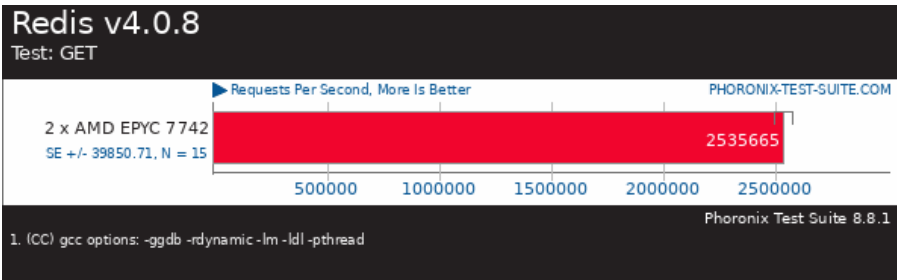 Redis v4.0.8
Test: GET
Requests Per Second, More Is Better PHORONIX-TEST-SUITE.COM
2 x AMD EPYC 7742
SE +/- 39850.71, N = 15
2535665
500000 1000000 1500000 2000000 2500000
Phoronix Test Suite 8.8.1
1. (CC) gcc options: -ggdb -rdynamic -lm -ldl -pthread